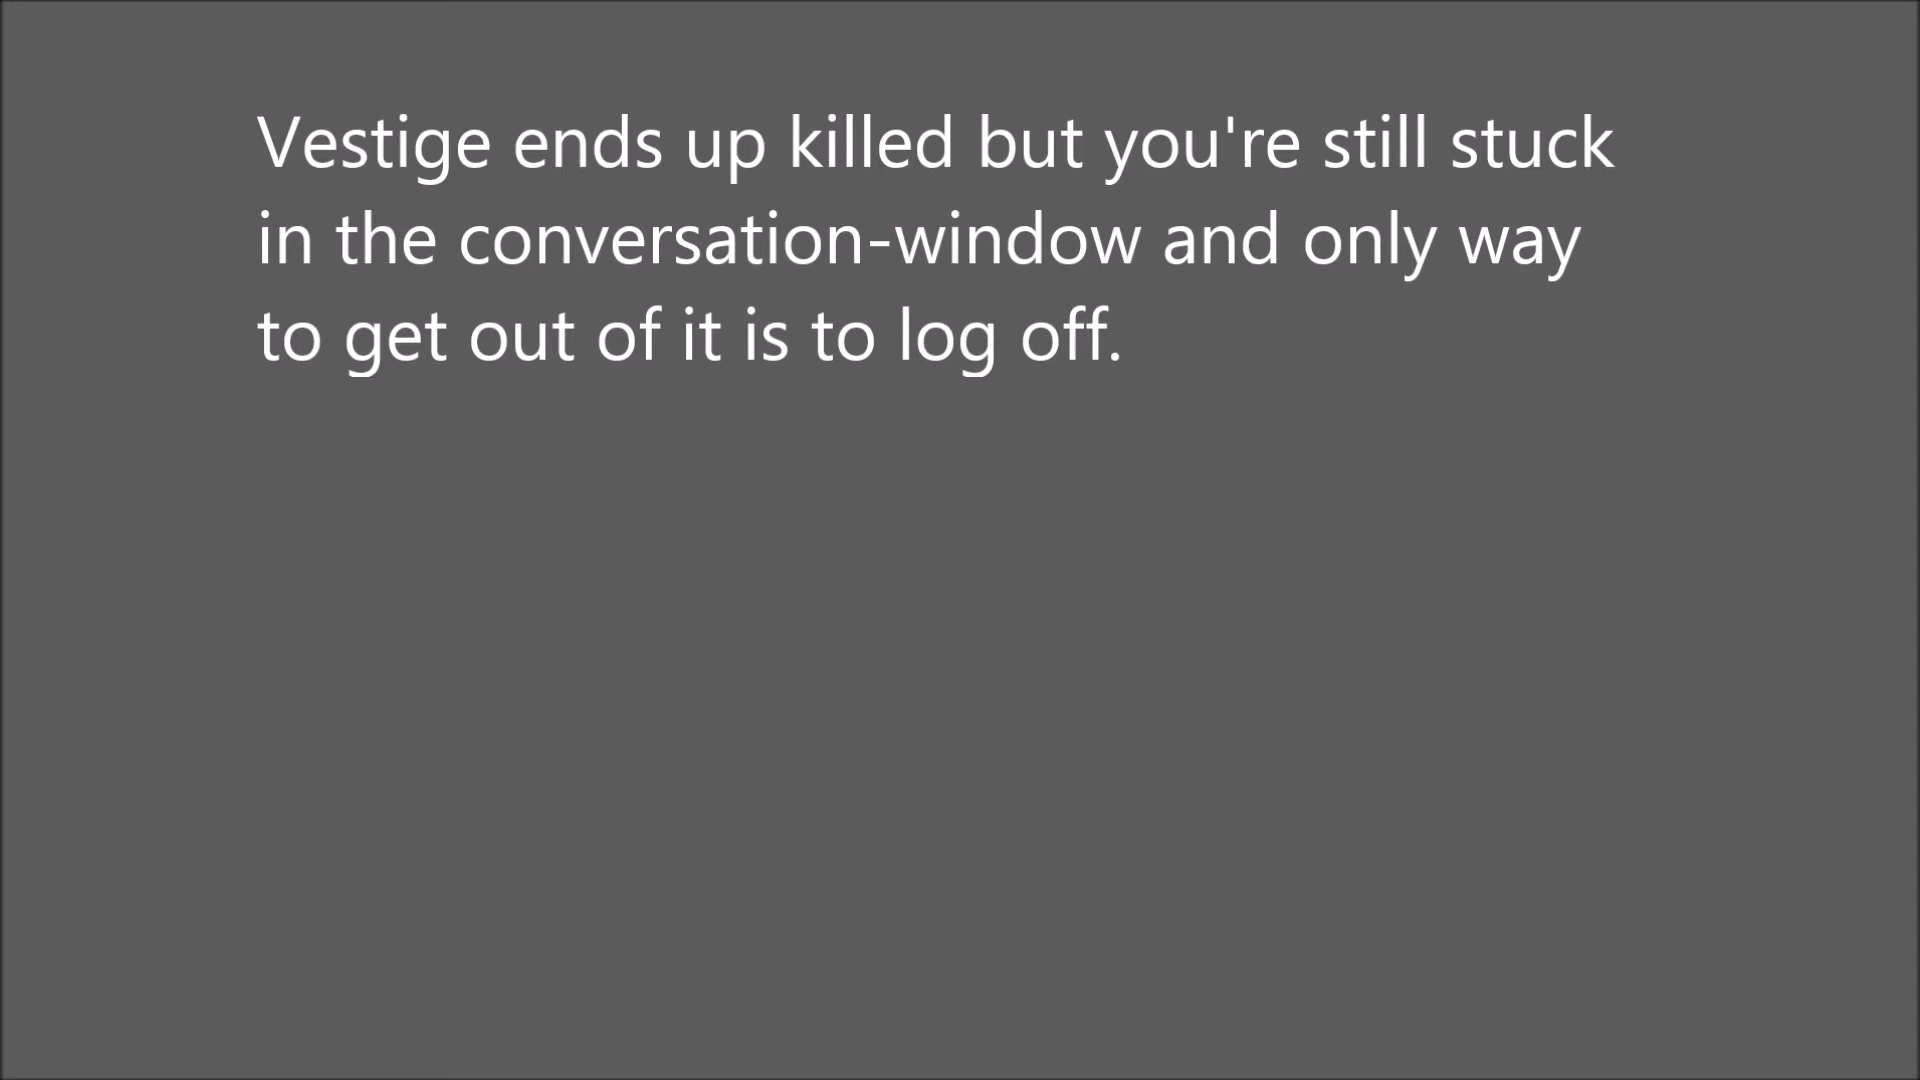 Vestige ends up killed but you're still stuck
in the conversation-window and only way
to get out of it is to log off.